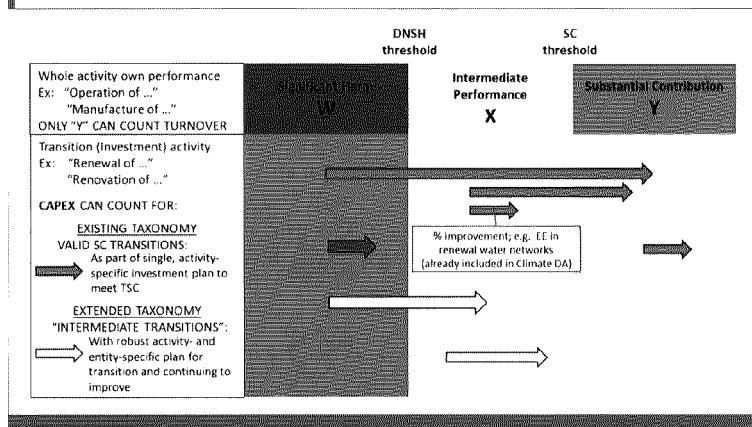 DNSH
threshold
SC
threshold
Whole activity own performance
Ex: "Operation of ..."
"Manufacture of ..."
ONLY "Y" CAN COUNT TURNOVER
Significant Harm
W
Intermediate
Performance
X
Substantial Contribution
Y
Transition (Investment) activity
Ex: "Renewal of ..."
"Renovation of ..."
CAPEX CAN COUNT FOR:
EXISTING TAXONOMY
VALID SC TRANSITIONS:
As part of single, activity-
specific investment plan to
meet TSC
EXTENDED TAXONOMY
"INTERMEDIATE TRANSITIONS":
With robust activity- and
entity-specific plan for
transition and continuing to
improve
% improvement; e.g. EE in
renewal water networks
(already included in Climate DA)